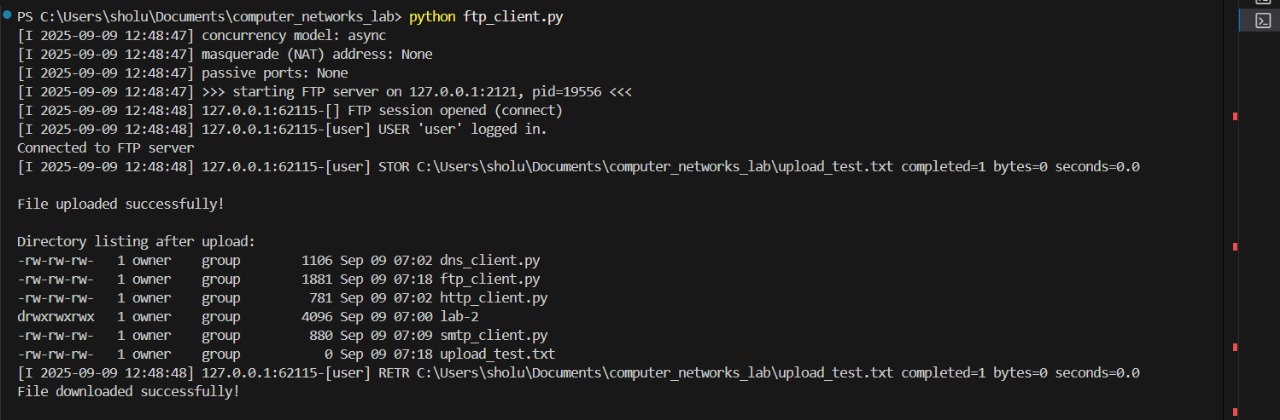 PS C:\Users\sholu\Documents\computer_networks_lab> python ftp_client.py
[I 2025-09-09 12:48:47] concurrency model: async
[I 2025-09-09 12:48:47] masquerade (NAT) address: None
[I 2025-09-09 12:48:47] passive ports: None
[I 2025-09-09 12:48:47] >>> starting FTP server on 127.0.0.1:2121, pid=19556 <<<
[I 2025-09-09 12:48:48] 127.0.0.1:62115-[] FTP session opened (connect)
[I 2025-09-09 12:48:48] 127.0.0.1:62115-[user] USER 'user' logged in.
Connected to FTP server
[I 2025-09-09 12:48:48] 127.0.0.1:62115-[user] STOR C:\Users\sholu\Documents\computer_networks_lab\upload_test.txt completed=1 bytes=0 seconds=0.0
File uploaded successfully!
Directory listing after upload:
-rw-rw-rw-   1 owner    group        1106 Sep 09 07:02 dns_client.py
-rw-rw-rw-   1 owner    group        1881 Sep 09 07:18 ftp_client.py
-rw-rw-rw-   1 owner    group         781 Sep 09 07:02 http_client.py
drwxrwxrwx   1 owner    group        4096 Sep 09 07:00 lab-2
-rw-rw-rw-   1 owner    group         880 Sep 09 07:09 smtp_client.py
-rw-rw-rw-   1 owner    group           0 Sep 09 07:18 upload_test.txt
[I 2025-09-09 12:48:48] 127.0.0.1:62115-[user] RETR C:\Users\sholu\Documents\computer_networks_lab\upload_test.txt completed=1 bytes=0 seconds=0.0
File downloaded successfully!